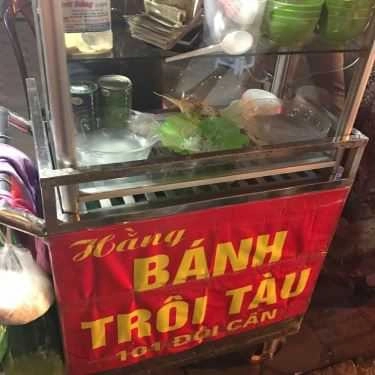 Hằng
BÁNH
TRÔI TÀU
101 ĐỘI CẤN